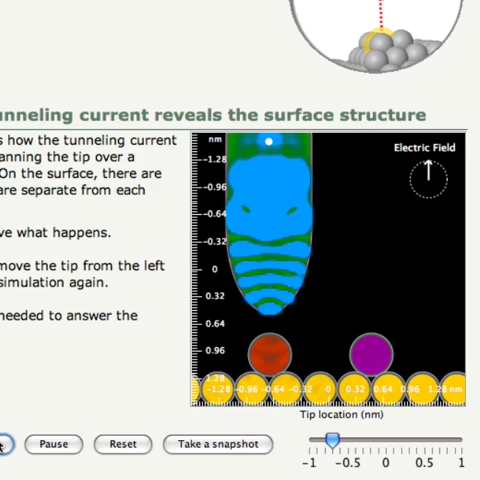 unneling current reveals the surface structure
s how the tunneling current
anning the tip over a
On the surface, there are
are separate from each
ve what happens.
move the tip from the left
simulation again.
needed to answer the
nm
Electric Field
-1.28
-0.96
-0.64
-0.32
0
0.32
0.64
0.96
1.28
-1.28 -0.96 -0.64 -0.32 0 0.32 0.64 0.96 1.28 nm
Tip location (nm)
Pause Reset Take a snapshot
-1 -0.5 0 0.5 1